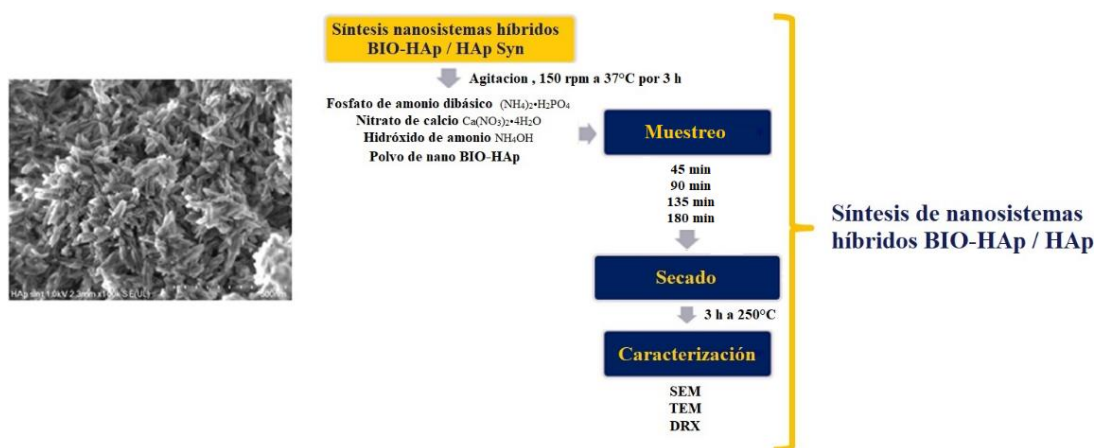 Síntesis nanosistemas híbridos
BIO-HAp / HAp Syn
Agitacion , 150 rpm a 37°C por 3 h
Fosfato de amonio dibásico (NH₄)₂•H₂PO₄
Nitrato de calcio Ca(NO₃)₂•4H₂O
Hidróxido de amonio NH₄OH
Polvo de nano BIO-HAp
Muestreo
45 min
90 min
135 min
180 min
Secado
3 h a 250°C
Caracterización
SEM
TEM
DRX
Síntesis de nanosistemas
híbridos BIO-HAp / HAp
HAp 1.0kV